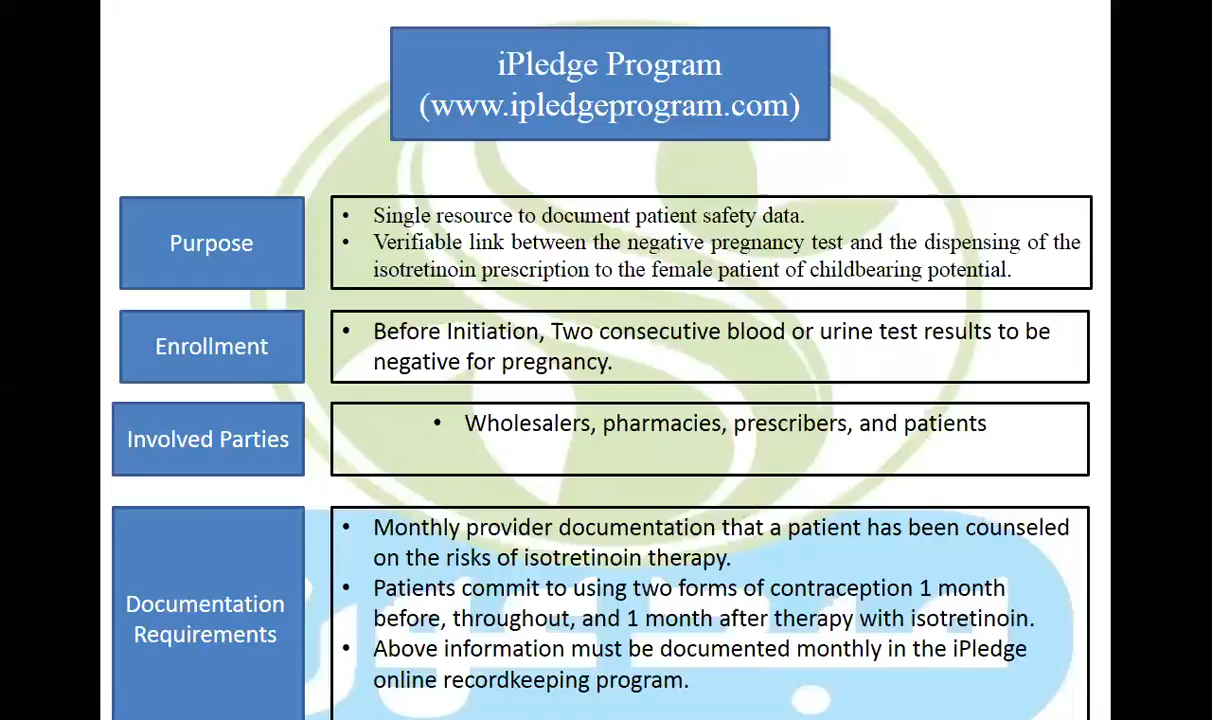 iPledge Program
(www.ipledgeprogram.com)
Purpose
• Single resource to document patient safety data.
• Verifiable link between the negative pregnancy test and the dispensing of the
isotretinoin prescription to the female patient of childbearing potential.
Enrollment
• Before Initiation, Two consecutive blood or urine test results to be
negative for pregnancy.
Involved Parties
• Wholesalers, pharmacies, prescribers, and patients
Documentation
Requirements
• Monthly provider documentation that a patient has been counseled
on the risks of isotretinoin therapy.
• Patients commit to using two forms of contraception 1 month
before, throughout, and 1 month after therapy with isotretinoin.
• Above information must be documented monthly in the iPledge
online recordkeeping program.